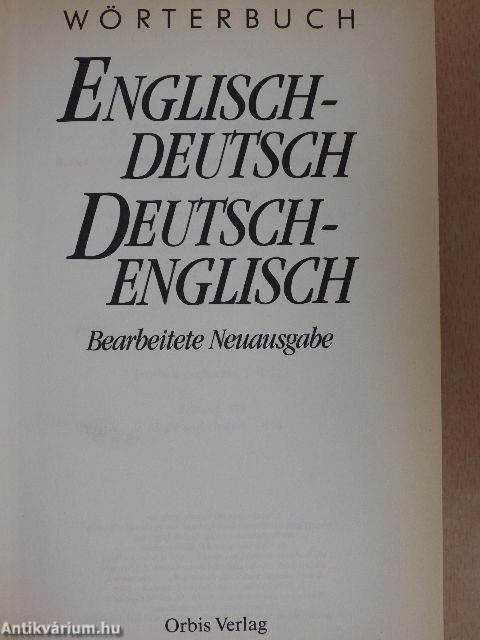 WÖRTERBUCH
ENGLISCH-
DEUTSCH
DEUTSCH-
ENGLISCH
Bearbeitete Neuausgabe
Orbis Verlag
Antikvárium.hu